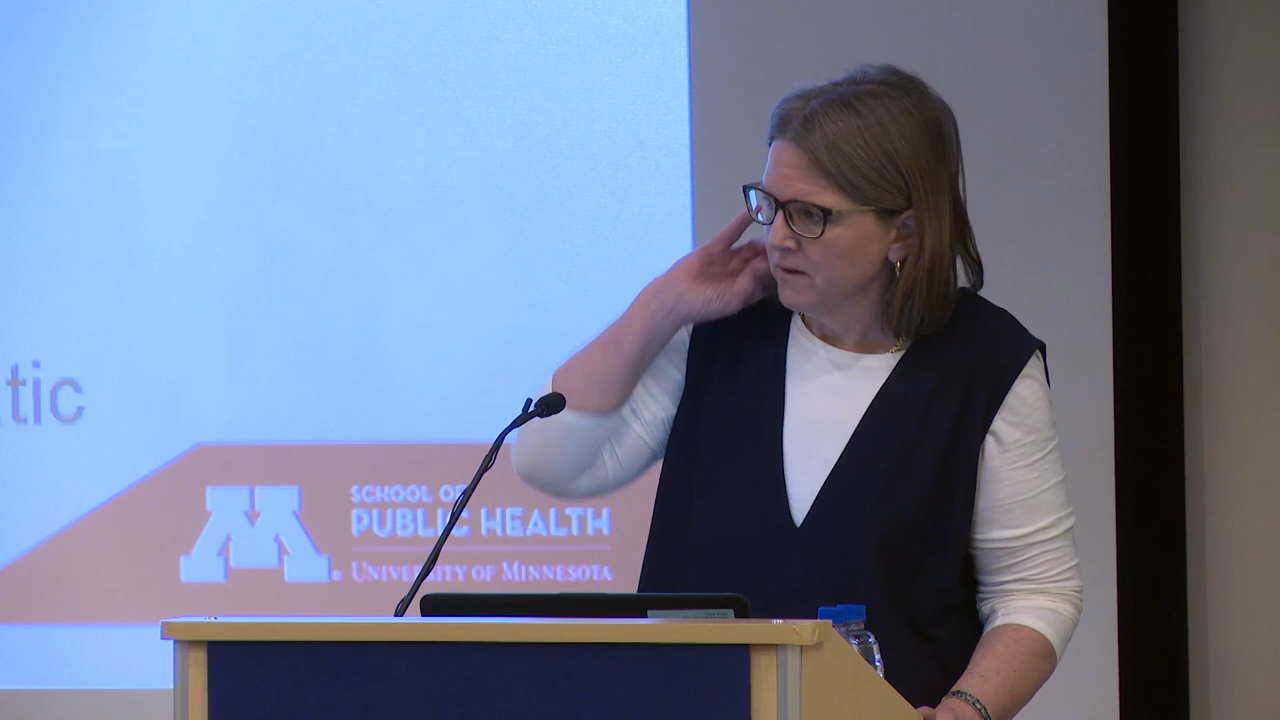 tic
M
SCHOOL OF
PUBLIC HEALTH
UNIVERSITY OF MINNESOTA